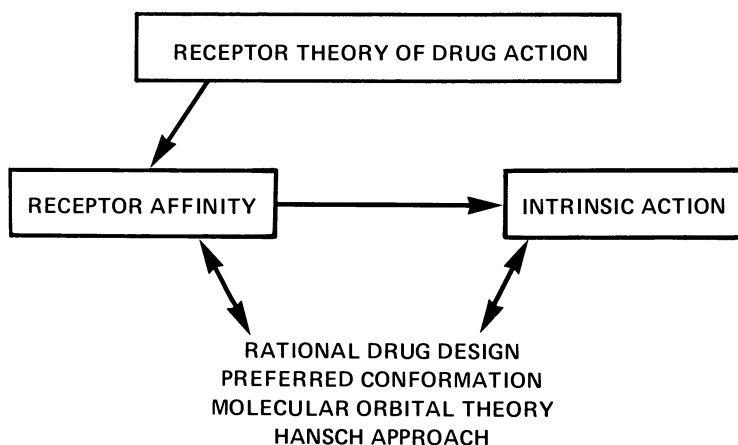 RECEPTOR THEORY OF DRUG ACTION
RECEPTOR AFFINITY
INTRINSIC ACTION
RATIONAL DRUG DESIGN
PREFERRED CONFORMATION
MOLECULAR ORBITAL THEORY
HANSCH APPROACH